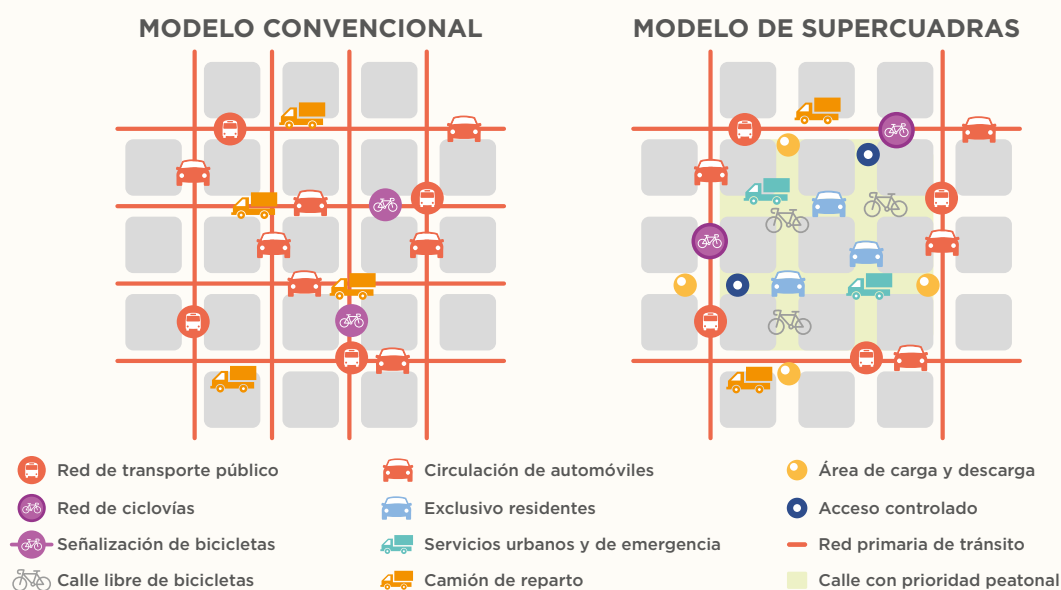 MODELO CONVENCIONAL
MODELO DE SUPERCUADRAS
Red de transporte público
Circulación de automóviles
Área de carga y descarga
Red de ciclovías
Exclusivo residentes
Acceso controlado
Señalización de bicicletas
Servicios urbanos y de emergencia
Red primaria de tránsito
Calle libre de bicicletas
Camión de reparto
Calle con prioridad peatonal